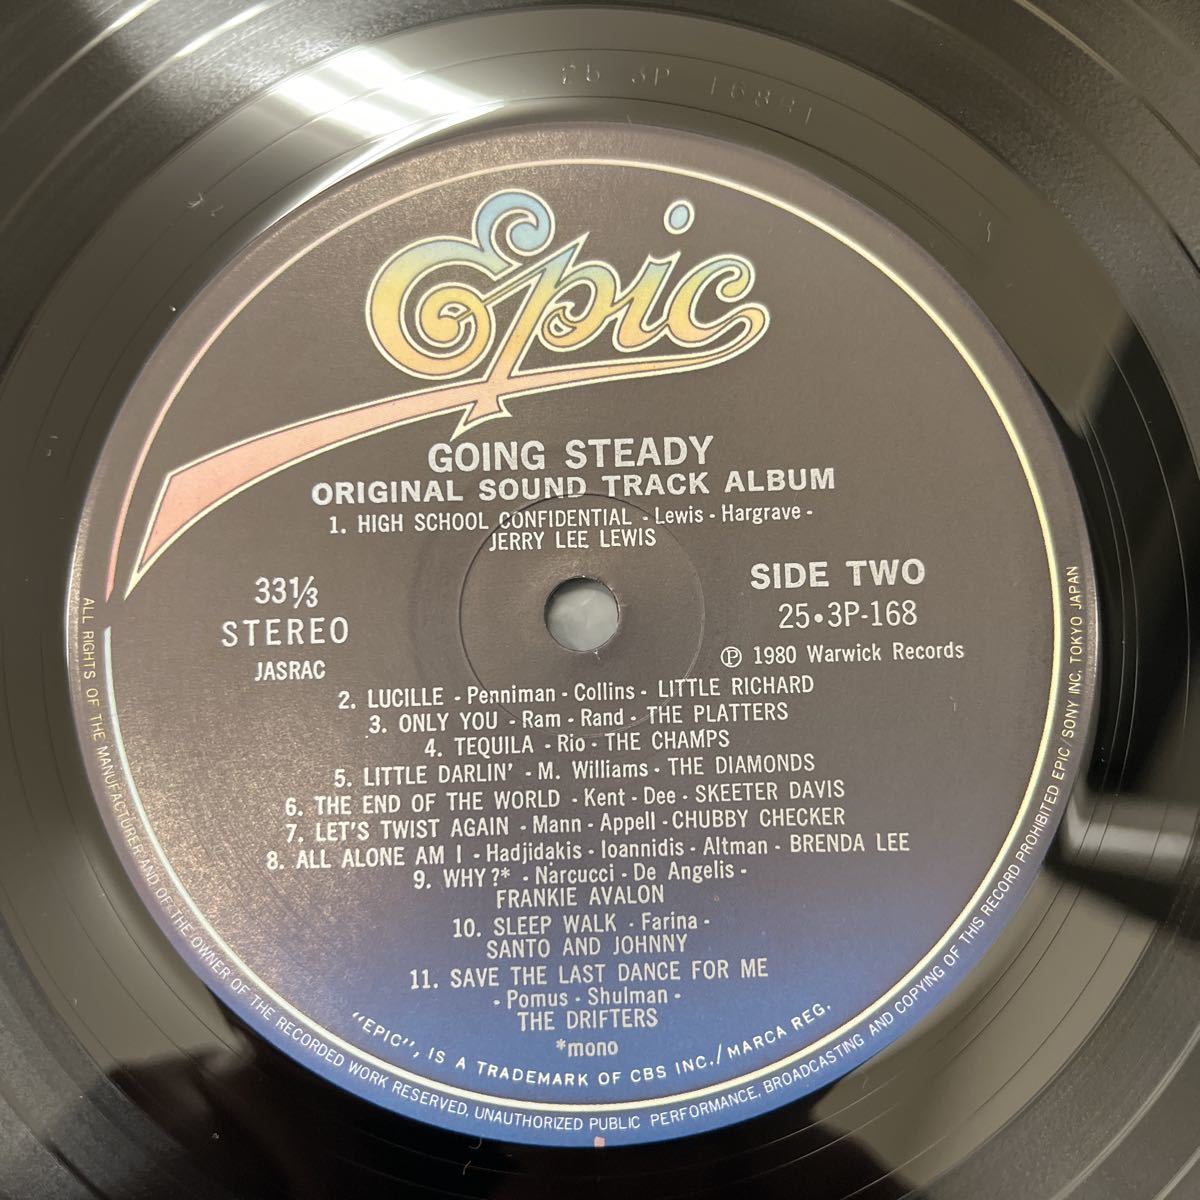 25 3P 168B1
Epic
GOING STEADY
ORIGINAL SOUND TRACK ALBUM
1. HIGH SCHOOL CONFIDENTIAL - Lewis - Hargrave -
JERRY LEE LEWIS
33⅓
STEREO
JASRAC
SIDE TWO
25•3P-168
Ⓟ 1980 Warwick Records
2. LUCILLE - Penniman - Collins - LITTLE RICHARD
3. ONLY YOU - Ram - Rand - THE PLATTERS
4. TEQUILA - Rio - THE CHAMPS
5. LITTLE DARLIN' - M. Williams - THE DIAMONDS
6. THE END OF THE WORLD - Kent - Dee - SKEETER DAVIS
7. LET'S TWIST AGAIN - Mann - Appell - CHUBBY CHECKER
8. ALL ALONE AM I - Hadjidakis - Ioannidis - Altman - BRENDA LEE
9. WHY?* - Narcucci - De Angelis -
FRANKIE AVALON
10. SLEEP WALK - Farina -
SANTO AND JOHNNY
11. SAVE THE LAST DANCE FOR ME
- Pomus - Shulman -
THE DRIFTERS
*mono
"EPIC", IS A TRADEMARK OF CBS INC./MARCA REG.
ALL RIGHTS OF THE MANUFACTURER AND OF THE OWNER OF THE RECORDED WORK RESERVED, UNAUTHORIZED PUBLIC PERFORMANCE, BROADCASTING AND COPYING OF THIS RECORD PROHIBITED EPIC/SONY INC, TOKYO JAPAN